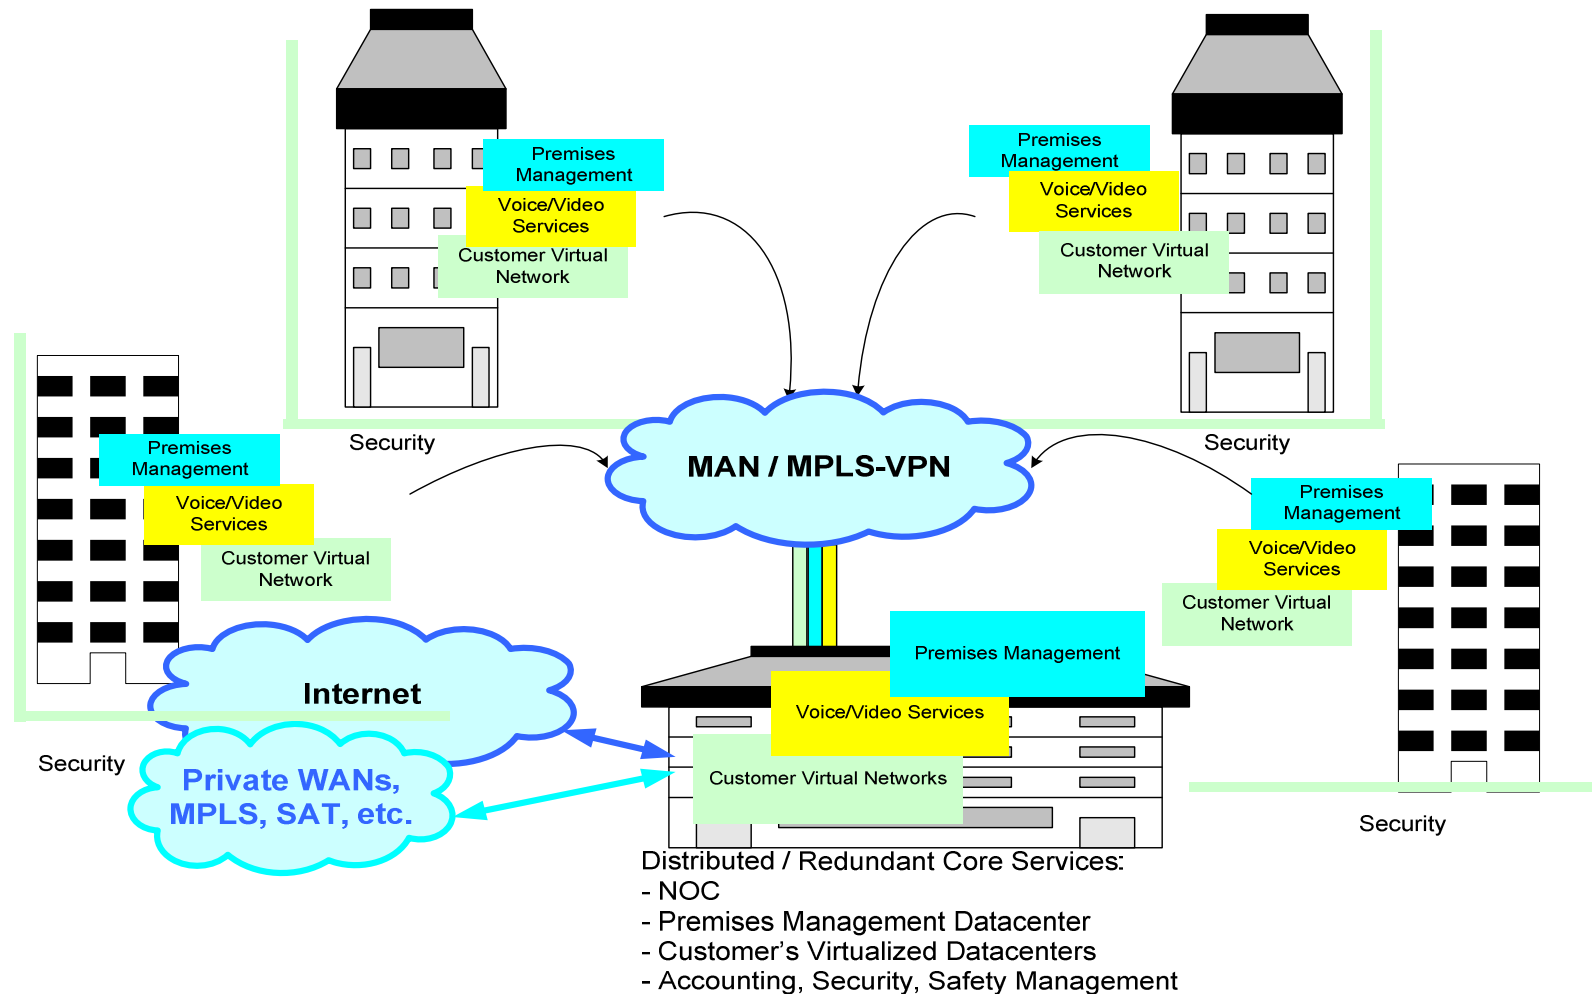 Premises
Management
Voice/Video
Services
Customer Virtual
Network
Security
Premises
Management
Voice/Video
Services
Customer Virtual
Network
Security
Premises
Management
Voice/Video
Services
Customer Virtual
Network
Security
MAN / MPLS-VPN
Premises
Management
Voice/Video
Services
Customer Virtual
Network
Security
Internet
Private WANs,
MPLS, SAT, etc.
Premises Management
Voice/Video Services
Customer Virtual Networks
Distributed / Redundant Core Services:
- NOC
- Premises Management Datacenter
- Customer’s Virtualized Datacenters
- Accounting, Security, Safety Management